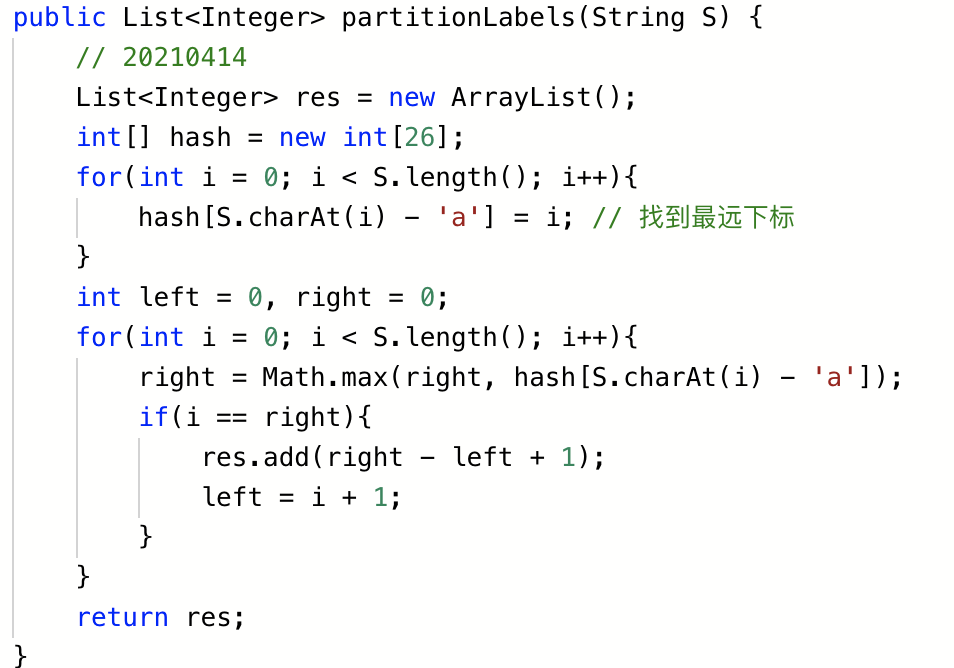 public List<Integer> partitionLabels(String S) {
    // 20210414
    List<Integer> res = new ArrayList();
    int[] hash = new int[26];
    for(int i = 0; i < S.length(); i++){
        hash[S.charAt(i) - 'a'] = i; // 找到最远下标
    }
    int left = 0, right = 0;
    for(int i = 0; i < S.length(); i++){
        right = Math.max(right, hash[S.charAt(i) - 'a']);
        if(i == right){
            res.add(right - left + 1);
            left = i + 1;
        }
    }
    return res;
}